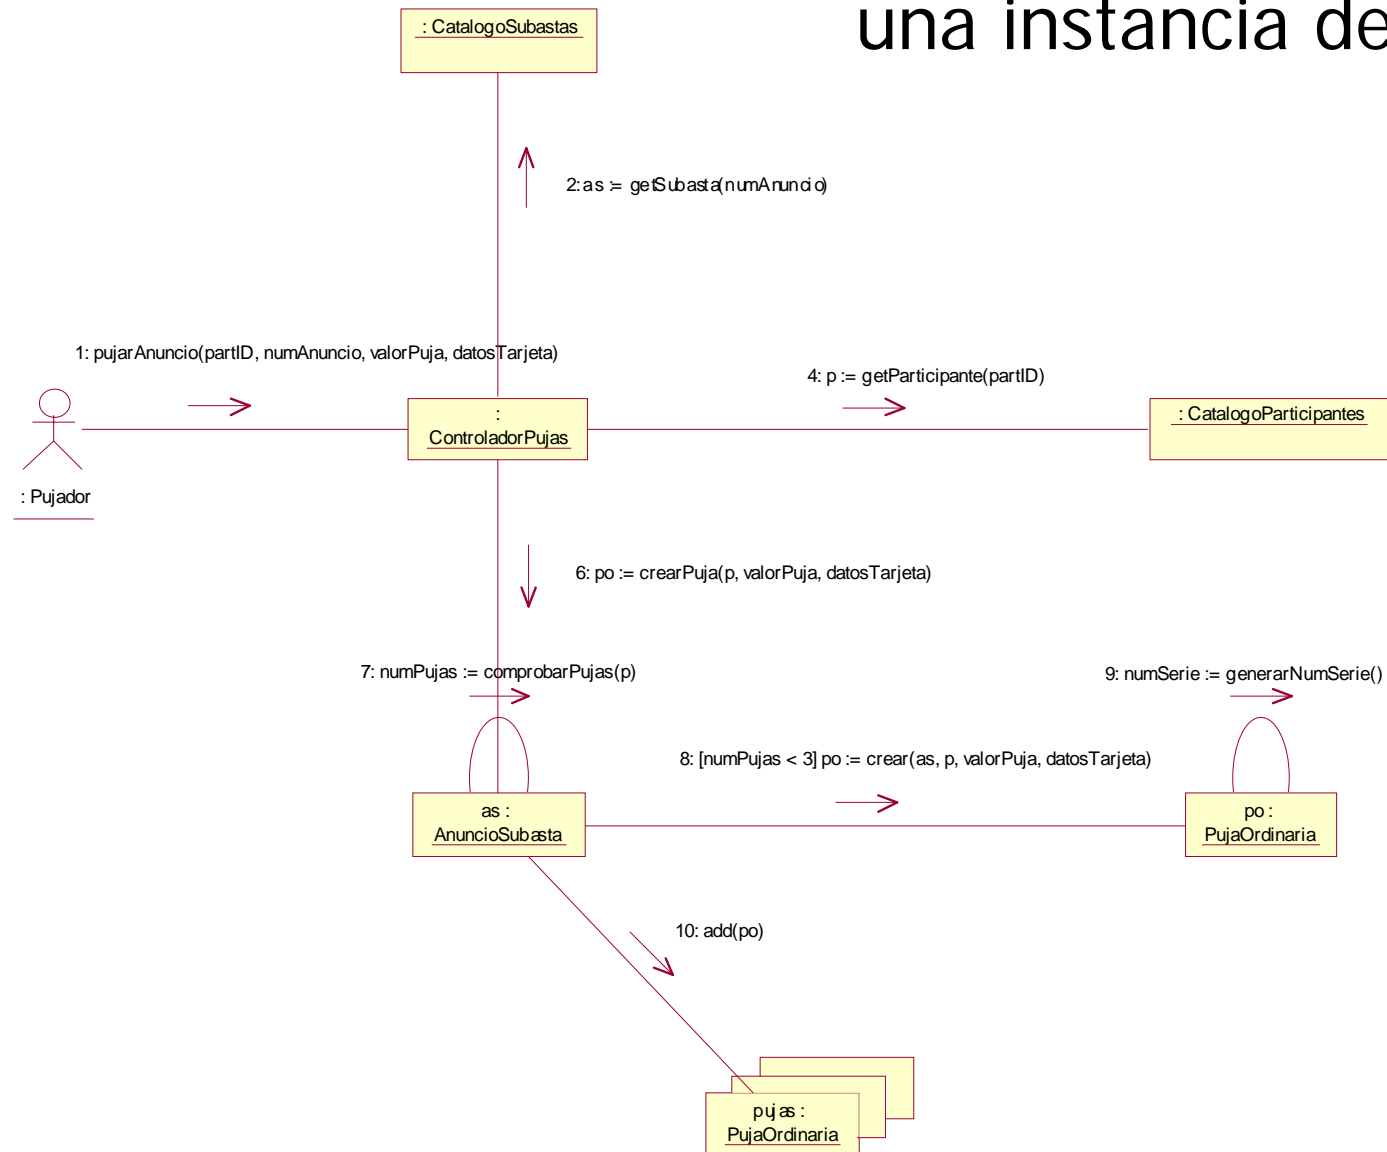 una instancia de
: CatalogoSubastas
2: as := getSubasta(numAnuncio)
1: pujarAnuncio(partID, numAnuncio, valorPuja, datosTarjeta)
4: p := getParticipante(partID)
:
ControladorPujas
: CatalogoParticipantes
: Pujador
6: po := crearPuja(p, valorPuja, datosTarjeta)
7: numPujas := comprobarPujas(p)
9: numSerie := generarNumSerie()
8: [numPujas < 3] po := crear(as, p, valorPuja, datosTarjeta)
as :
AnuncioSubasta
po :
PujaOrdinaria
10: add(po)
pujas :
PujaOrdinaria